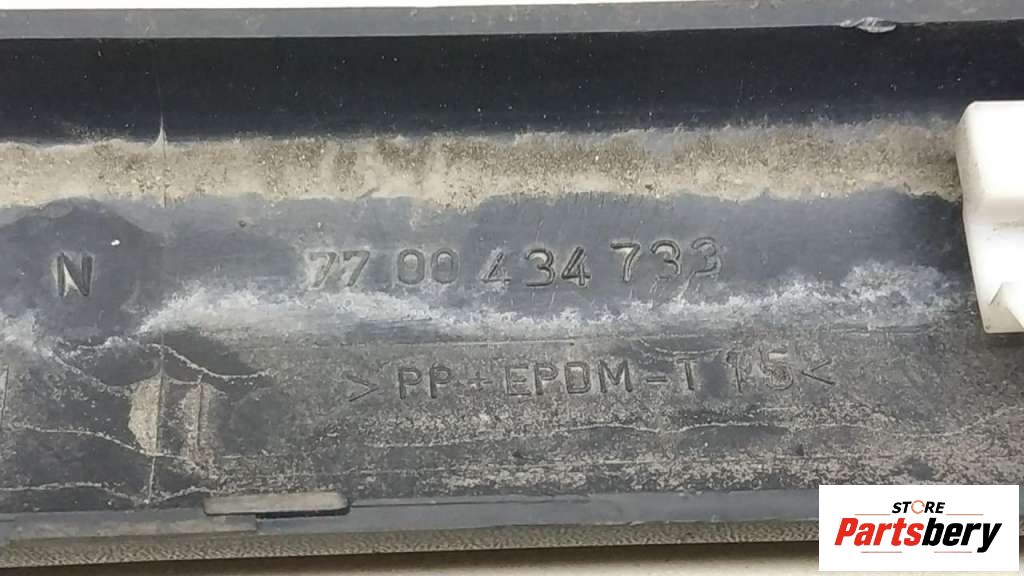 N 77 00 434 733
>PP+EPDM-T 15<
STORE
Partsbery